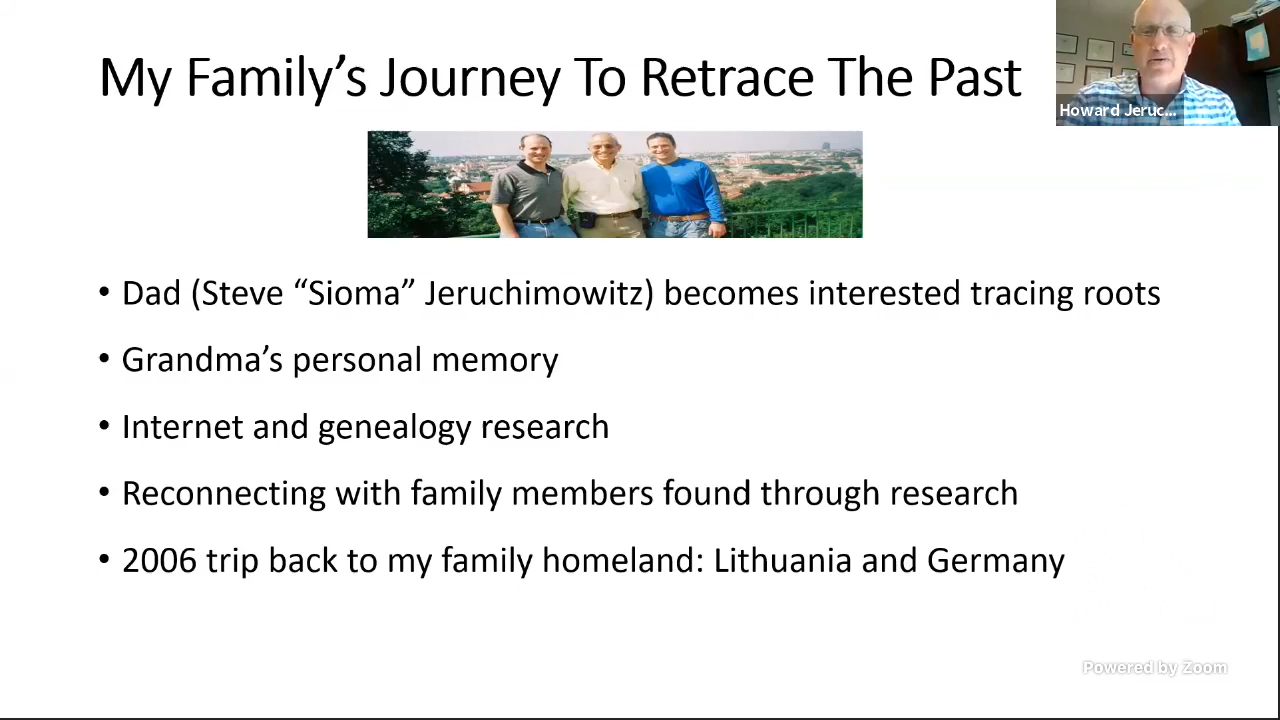 My Family’s Journey To Retrace The Past
Howard Jeruc...
• Dad (Steve “Sioma” Jeruchimowitz) becomes interested tracing roots
• Grandma’s personal memory
• Internet and genealogy research
• Reconnecting with family members found through research
• 2006 trip back to my family homeland: Lithuania and Germany
Powered by Zoom